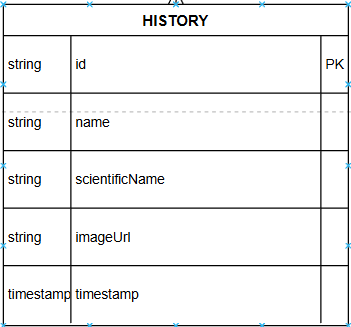 HISTORY
string id PK
string name
string scientificName
string imageUrl
timestamp timestamp